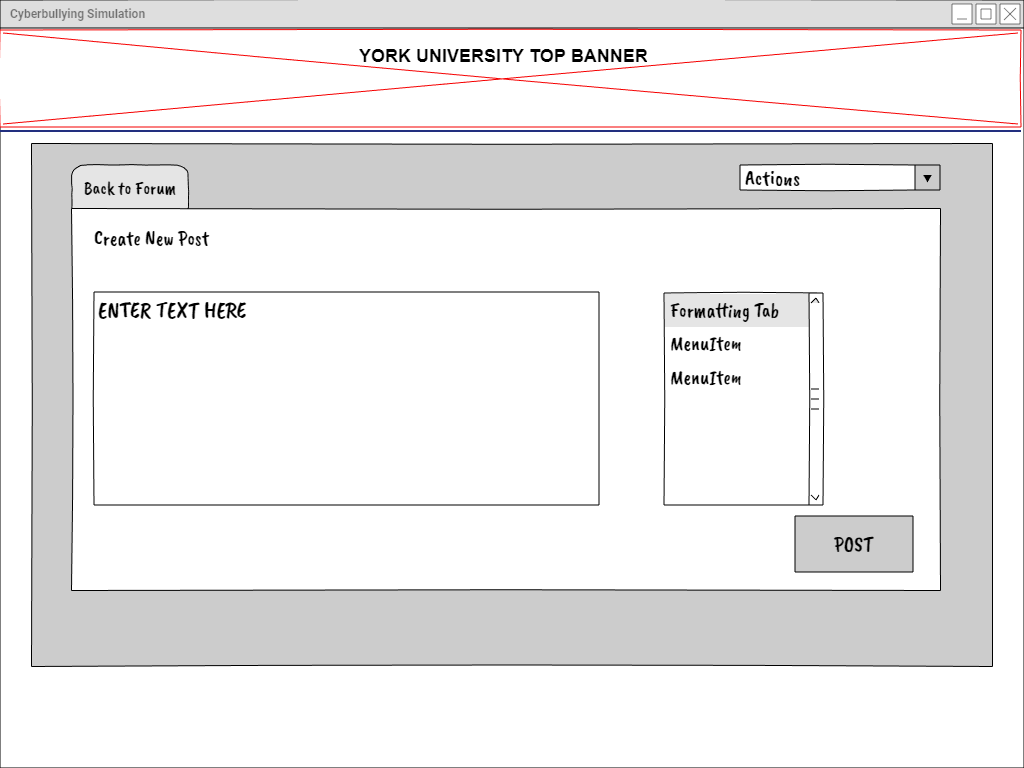 Cyberbullying Simulation
YORK UNIVERSITY TOP BANNER
Back to Forum
Actions
Create New Post
ENTER TEXT HERE
Formatting Tab
MenuItem
MenuItem
POST